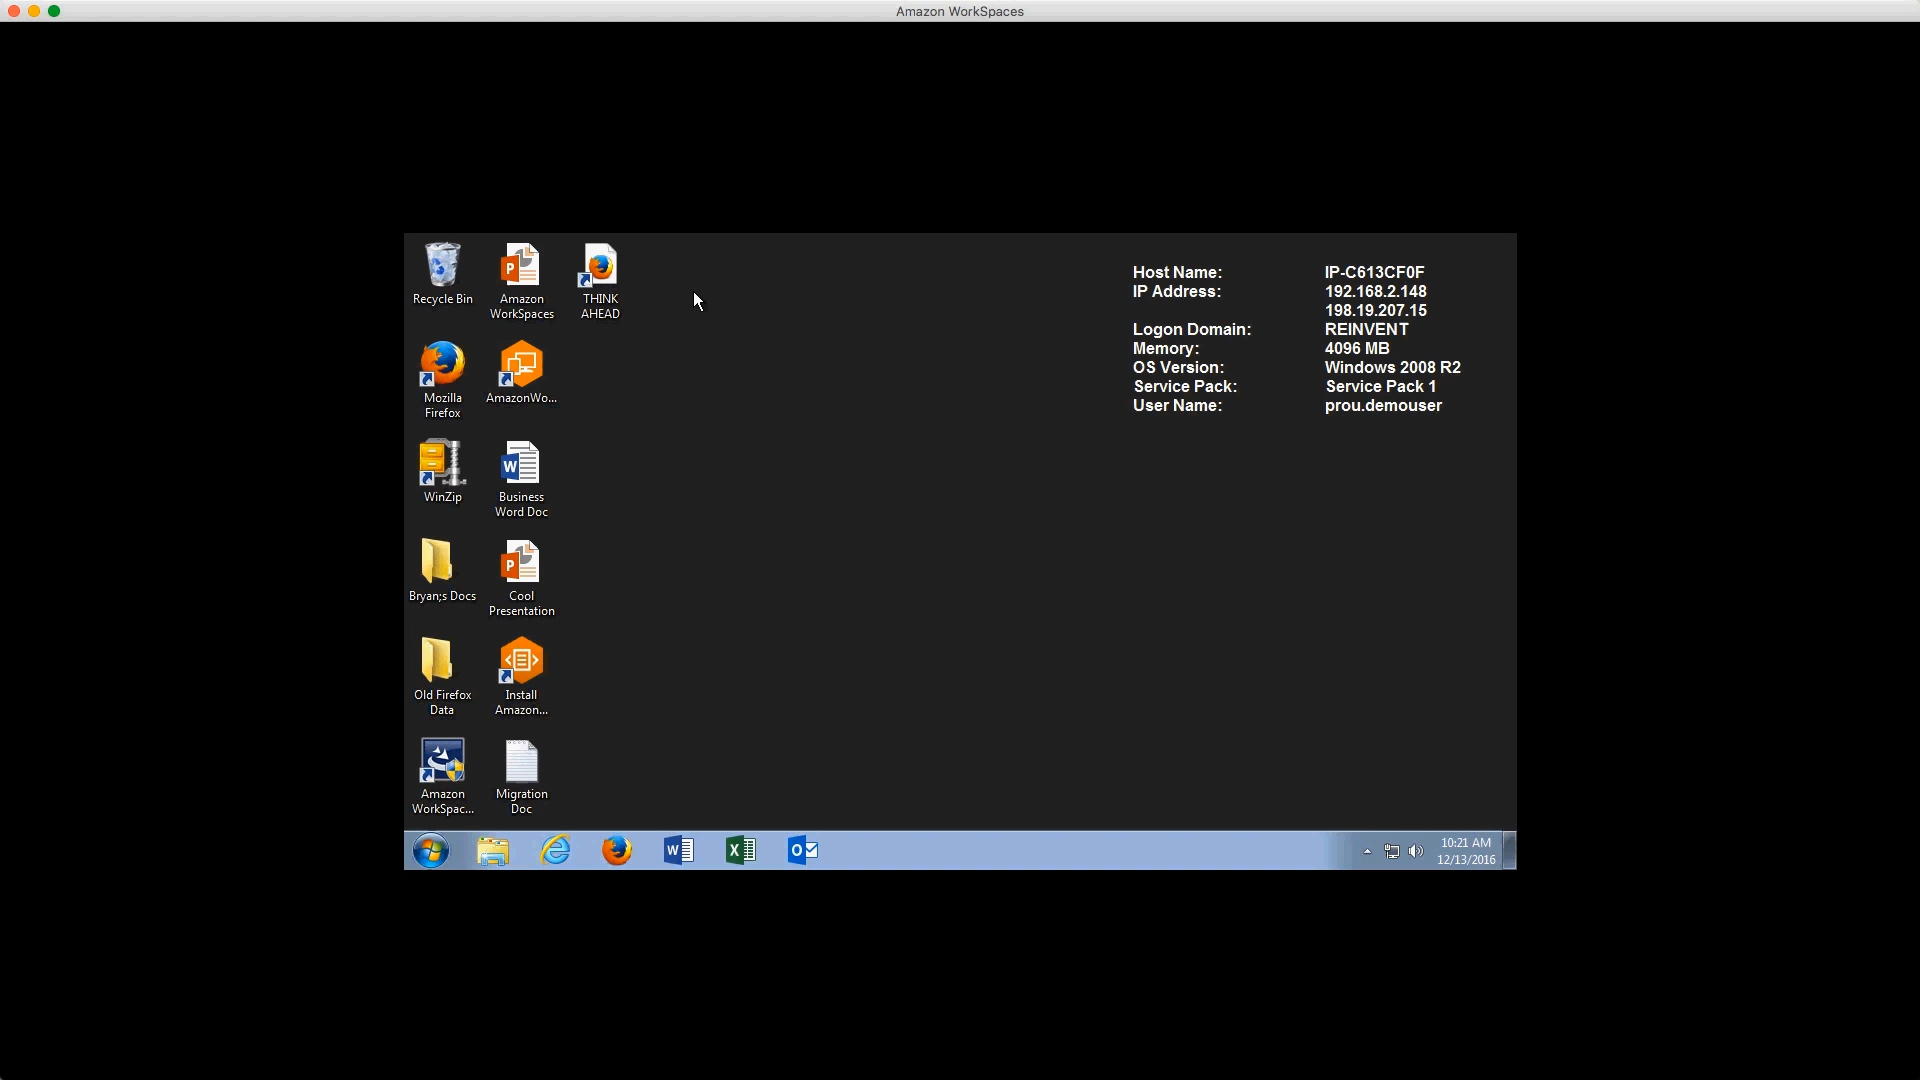 Amazon WorkSpaces
Recycle Bin
Amazon
WorkSpaces
THINK
AHEAD
Mozilla
Firefox
AmazonWo...
WinZip
Business
Word Doc
Bryan;s Docs
Cool
Presentation
Old Firefox
Data
Install
Amazon...
Amazon
WorkSpac...
Migration
Doc
Host Name: IP-C613CF0F
IP Address: 192.168.2.148
198.19.207.15
Logon Domain: REINVENT
Memory: 4096 MB
OS Version: Windows 2008 R2
Service Pack: Service Pack 1
User Name: prou.demouser
10:21 AM
12/13/2016